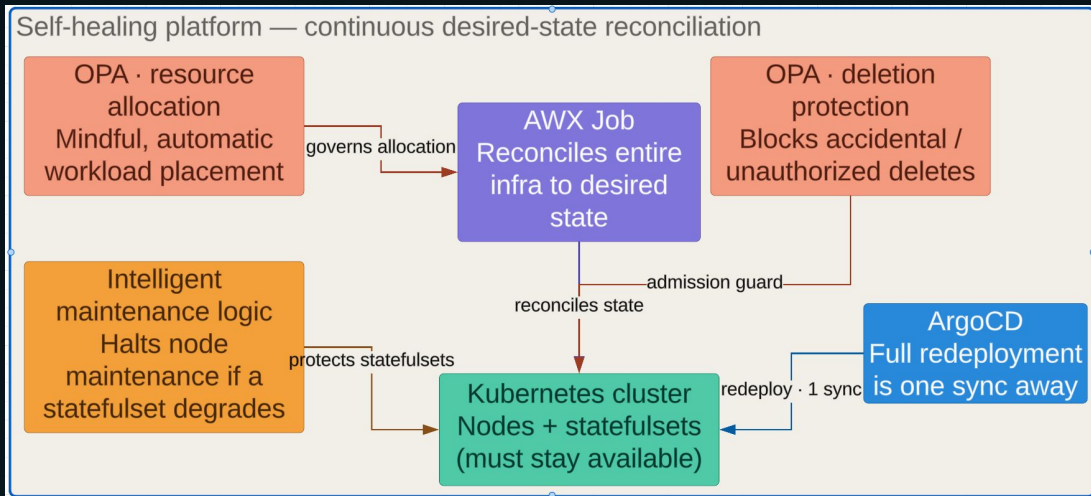 Self-healing platform — continuous desired-state reconciliation
OPA · resource
allocation
Mindful, automatic
workload placement
governs allocation
AWX Job
Reconciles entire
infra to desired
state
OPA · deletion
protection
Blocks accidental /
unauthorized deletes
admission guard
reconciles state
Intelligent
maintenance logic
Halts node
maintenance if a
statefulset degrades
protects statefulsets
Kubernetes cluster
Nodes + statefulsets
(must stay available)
redeploy · 1 sync
ArgoCD
Full redeployment
is one sync away